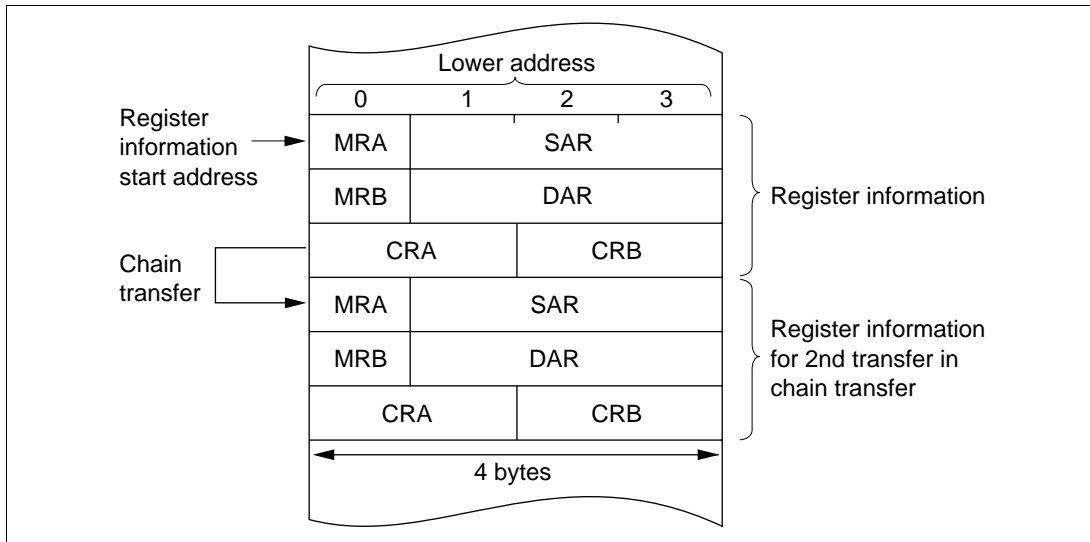 Lower address
0 1 2 3
Register
information
start address
MRA SAR
MRB DAR
Register information
CRA CRB
Chain
transfer
MRA SAR
MRB DAR
Register information
for 2nd transfer in
chain transfer
CRA CRB
4 bytes